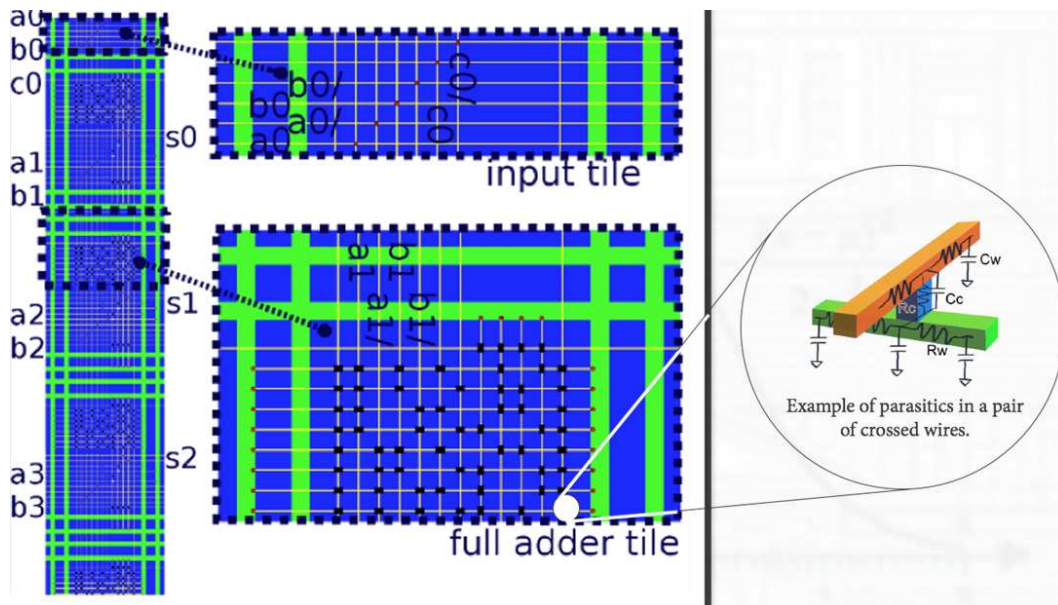 a0
b0
c0
s0
a1
b1
s1
a2
b2
s2
a3
b3
b0/
b0
a0/
a0
c0/
c0
input tile
b1
a1
b1/
a1/
full adder tile
Cw
Cc
Rc
Rw
Example of parasitics in a pair
of crossed wires.